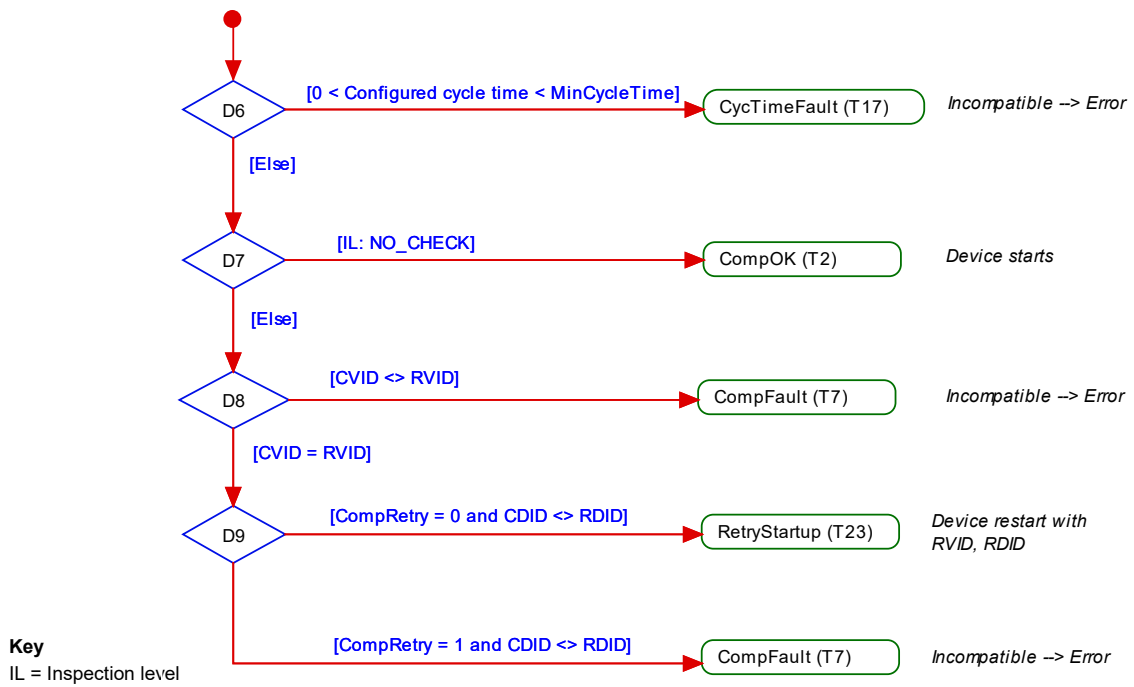 [0 < Configured cycle time < MinCycleTime]
D6
CycTimeFault (T17)
Incompatible --> Error
[Else]
[IL: NO_CHECK]
D7
CompOK (T2)
Device starts
[Else]
[CVID <> RVID]
D8
CompFault (T7)
Incompatible --> Error
[CVID = RVID]
[CompRetry = 0 and CDID <> RDID]
D9
RetryStartup (T23)
Device restart with
RVID, RDID
[CompRetry = 1 and CDID <> RDID]
CompFault (T7)
Incompatible --> Error
Key
IL = Inspection level